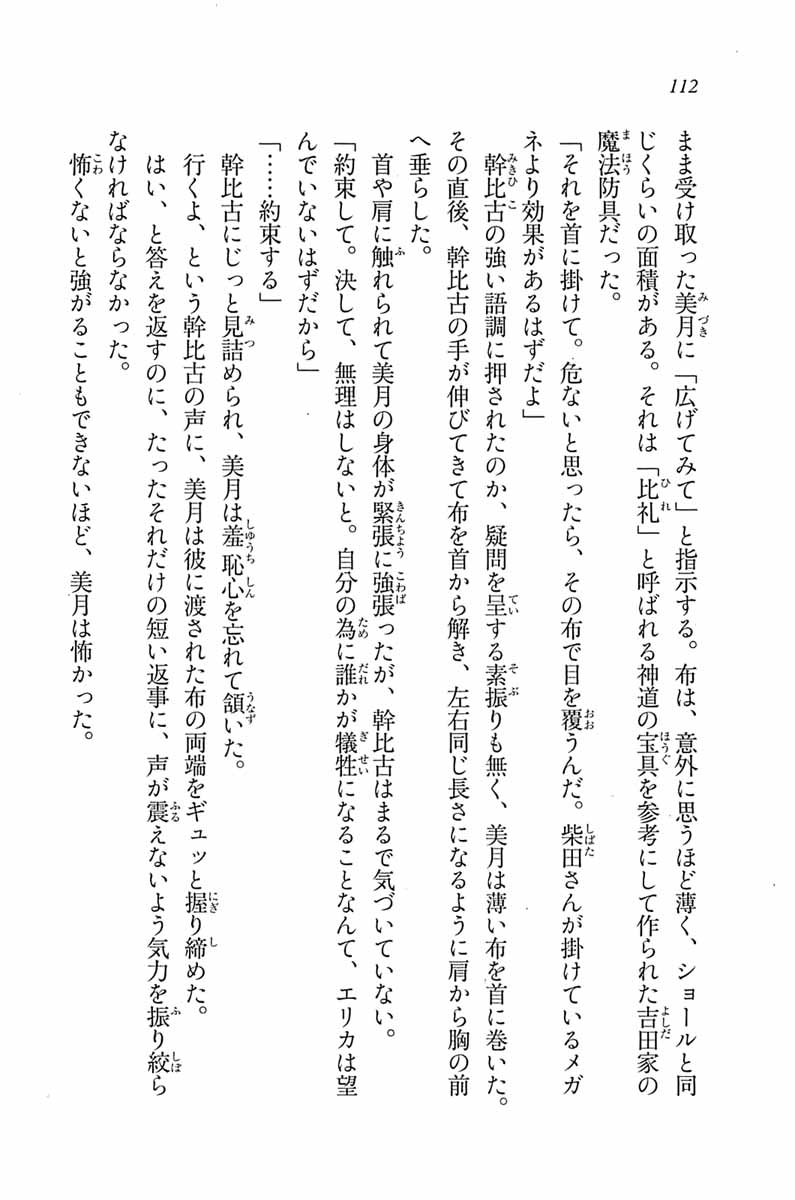 112
まま受け取った美月に「広げてみて」と指示する。布は、意外に思うほど薄く、ショールと同
じくらいの面積がある。それは「比礼」と呼ばれる神道の宝具を参考にして作られた吉田家の
魔法防具だった。
「それを首に掛けて。危ないと思ったら、その布で目を覆うんだ。柴田さんが掛けているメガ
ネより効果があるはずだよ」
幹比古の強い語調に押されたのか、疑問を呈する素振りも無く、美月は薄い布を首に巻いた。
その直後、幹比古の手が伸びてきて布を首から解き、左右同じ長さになるように肩から胸の前
へ垂らした。
首や肩に触れられて美月の身体が緊張に強張ったが、幹比古はまるで気づいていない。
「約束して。決して、無理はしないと。自分の為に誰かが犠牲になることなんて、エリカは望
んでいないはずだから」
「……約束する」
幹比古にじっと見詰められ、美月は羞恥心を忘れて頷いた。
行くよ、という幹比古の声に、美月は彼に渡された布の両端をギュッと握り締めた。
はい、と答えを返すのに、たったそれだけの短い返事に、声が震えないよう気力を振り絞ら
なければならなかった。
怖くないと強がることもできないほど、美月は怖かった。